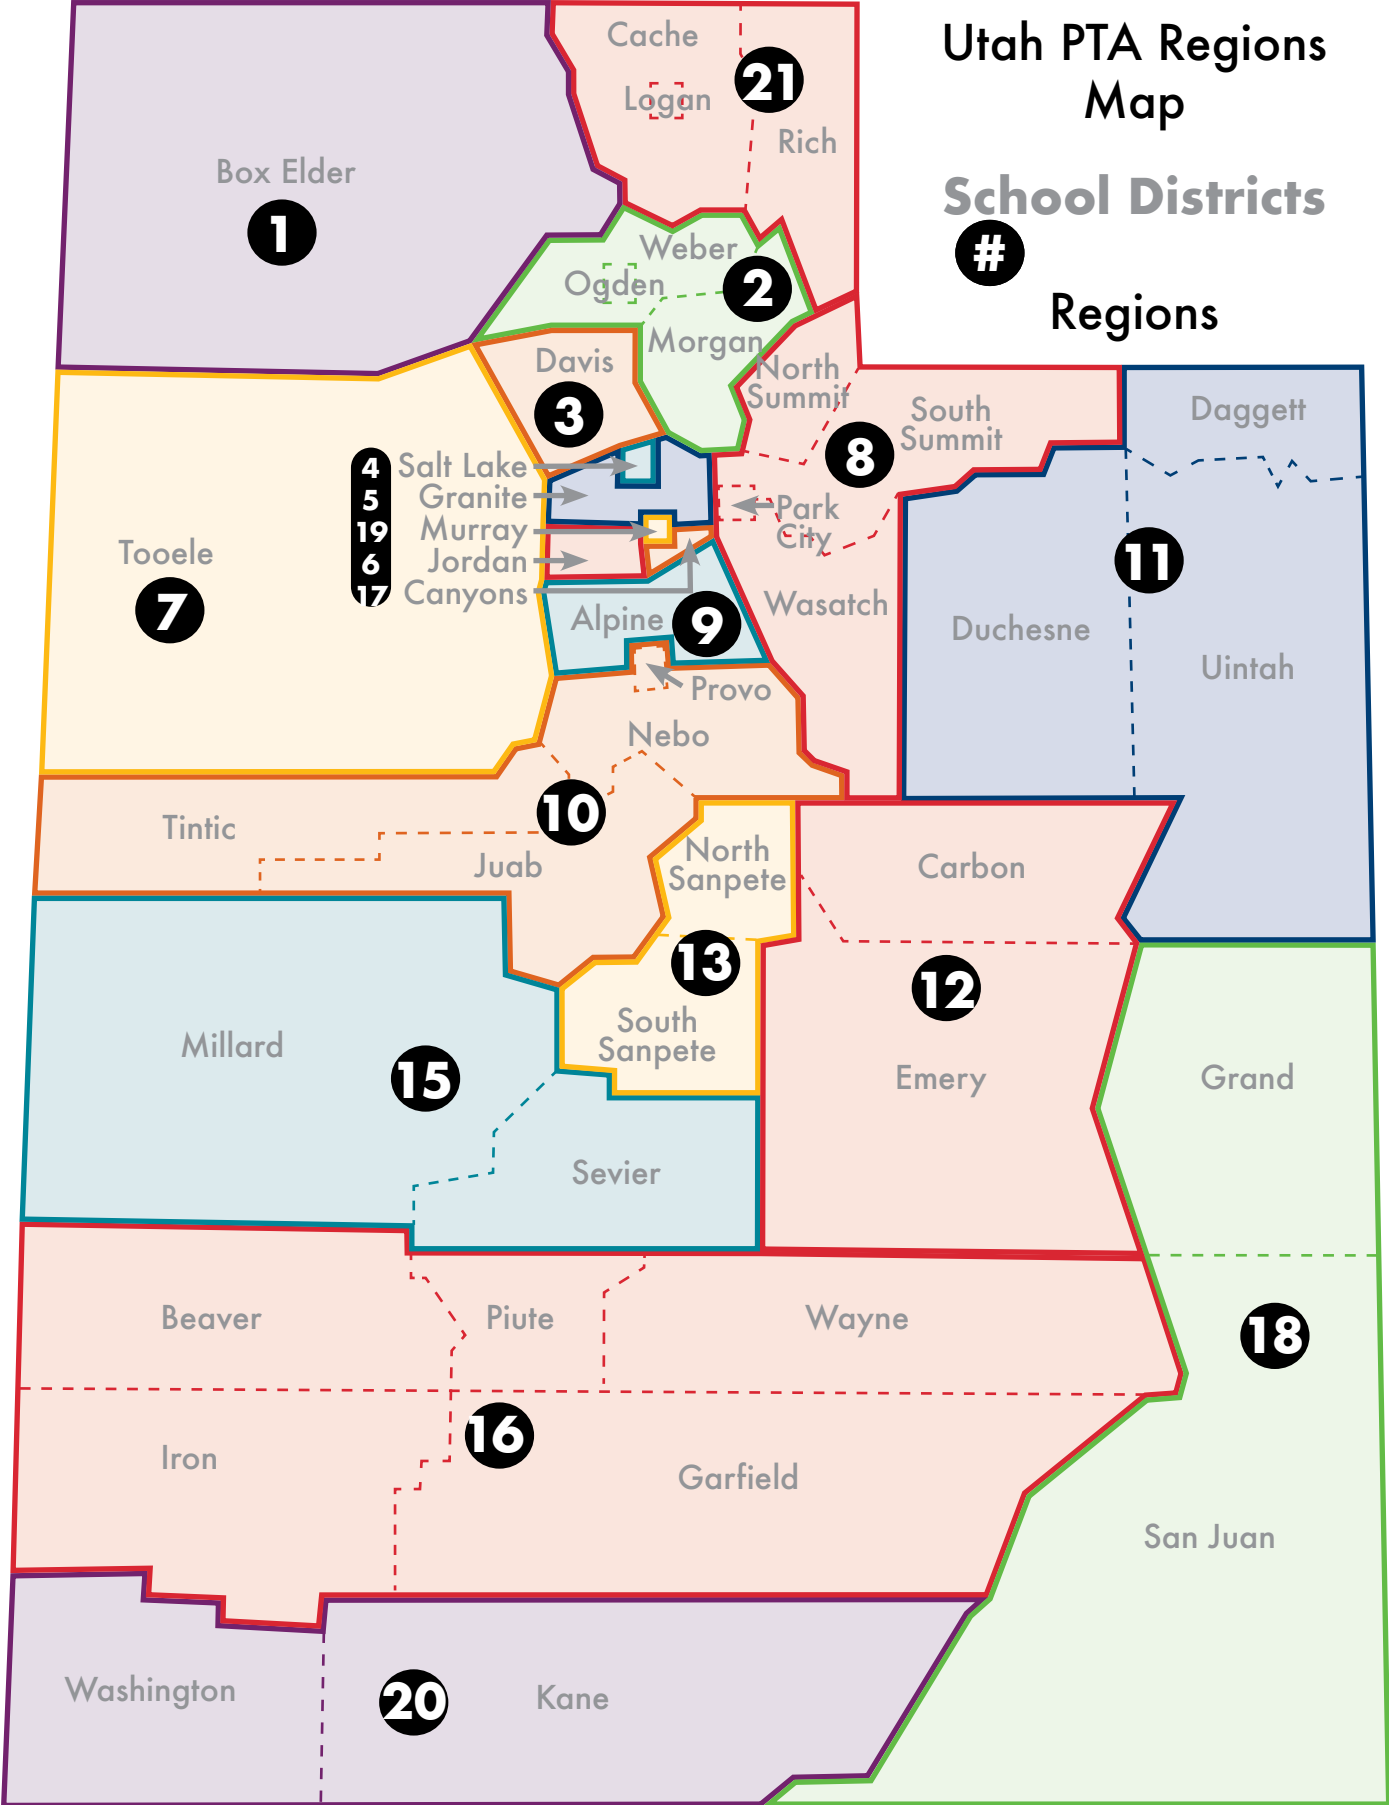 Utah PTA Regions
Map
School Districts
#
Regions
Cache
21
Logan
Rich
Box Elder
1
Weber
Ogden
2
Morgan
Davis
3
North
Summit
South
Summit
8
Daggett
4 Salt Lake
5 Granite
19 Murray
6 Jordan
17 Canyons
Park
City
Tooele
7
11
Alpine
9
Wasatch
Duchesne
Uintah
Provo
Nebo
10
Tintic
Juab
North
Sanpete
Carbon
13
12
South
Sanpete
Millard
15
Emery
Grand
Sevier
Beaver
Piute
Wayne
18
16
Iron
Garfield
San Juan
Washington
20
Kane